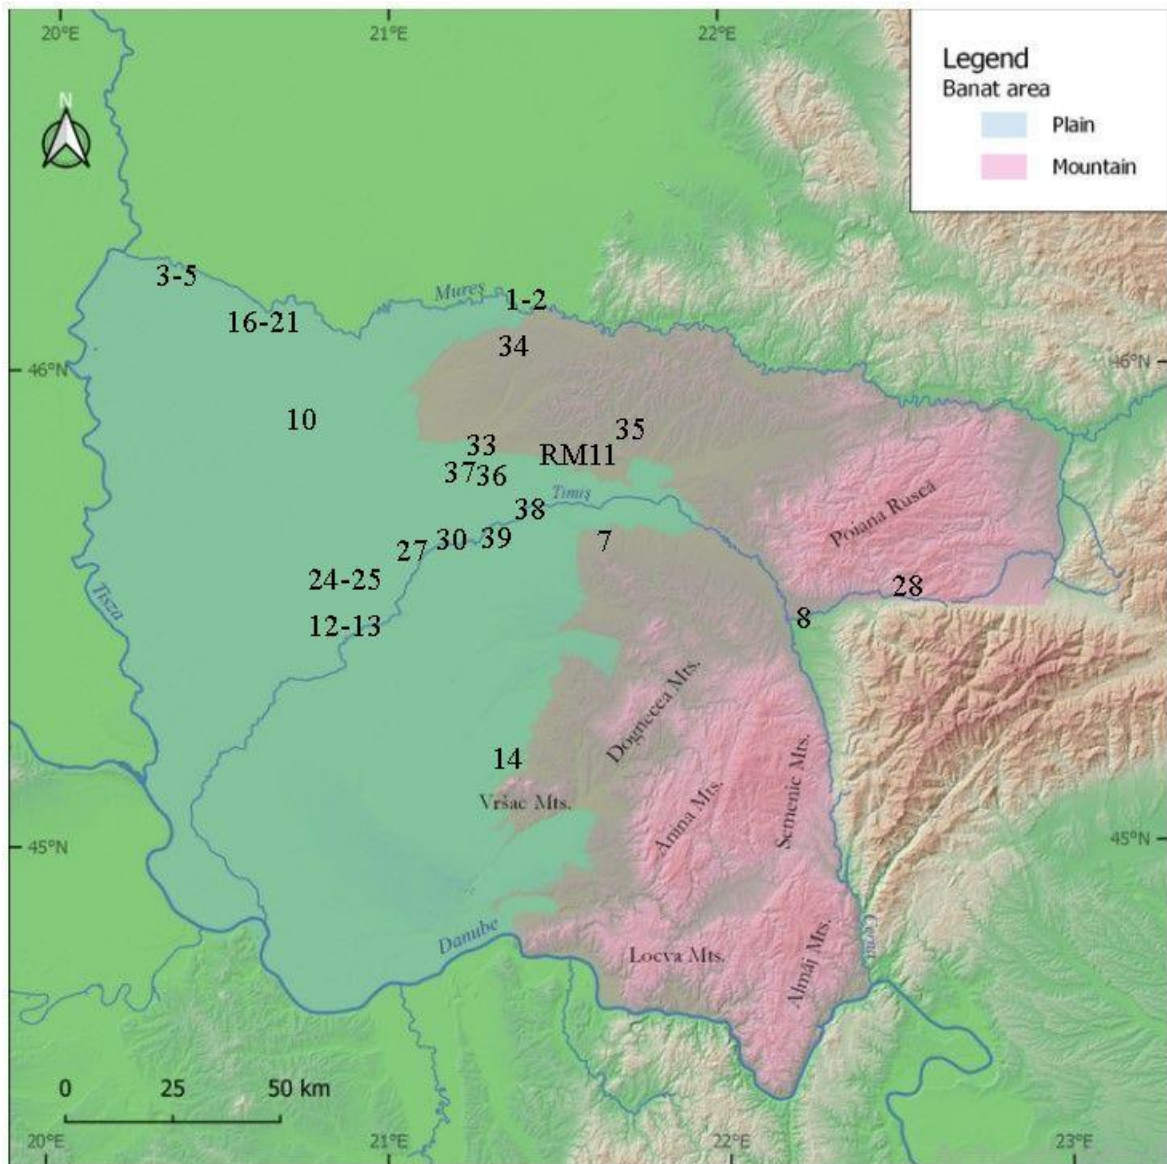 20°E
21°E
22°E
Legend
Banat area
Plain
Mountain
N
3-5
Mureș
1-2
16-21
34
46°N
46°N
10
35
33
RM11
37
36
Timiș
38
Poiana Ruscă
27
30
39
7
24-25
28
Tisza
12-13
8
Dognecea Mts.
14
Semenic Mts.
Vršac Mts.
Anina Mts.
45°N
45°N
Danube
Cerna
Locva Mts.
Almăj Mts.
0
25
50 km
20°E
21°E
22°E
23°E